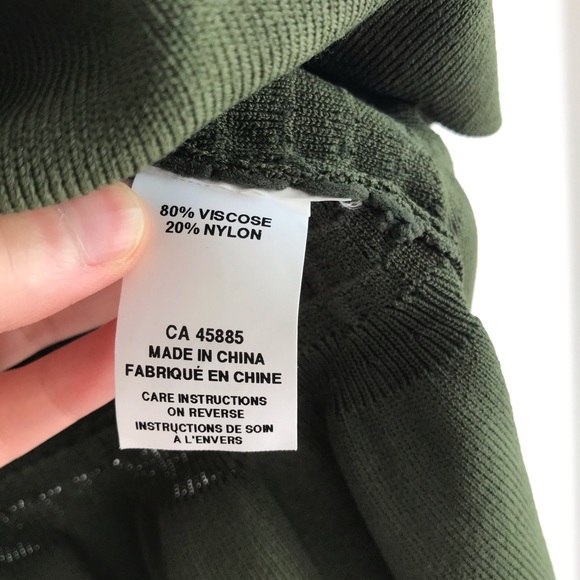 80% VISCOSE
20% NYLON
CA 45885
MADE IN CHINA
FABRIQUÉ EN CHINE
CARE INSTRUCTIONS
ON REVERSE
INSTRUCTIONS DE SOIN
À L'ENVERS